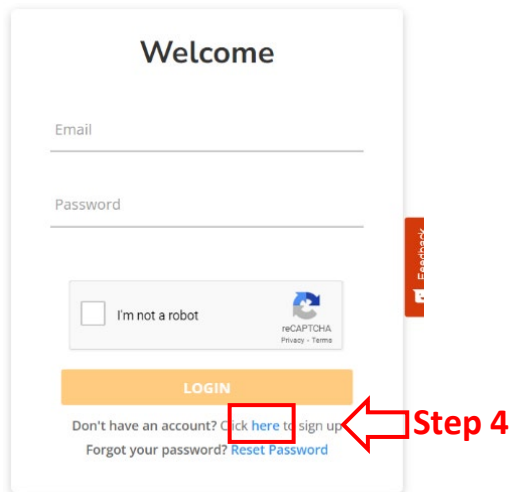 Welcome
Email
Password
Feedback
I'm not a robot
reCAPTCHA
Privacy - Terms
LOGIN
Don't have an account? Click here to sign up
Step 4
Forgot your password? Reset Password